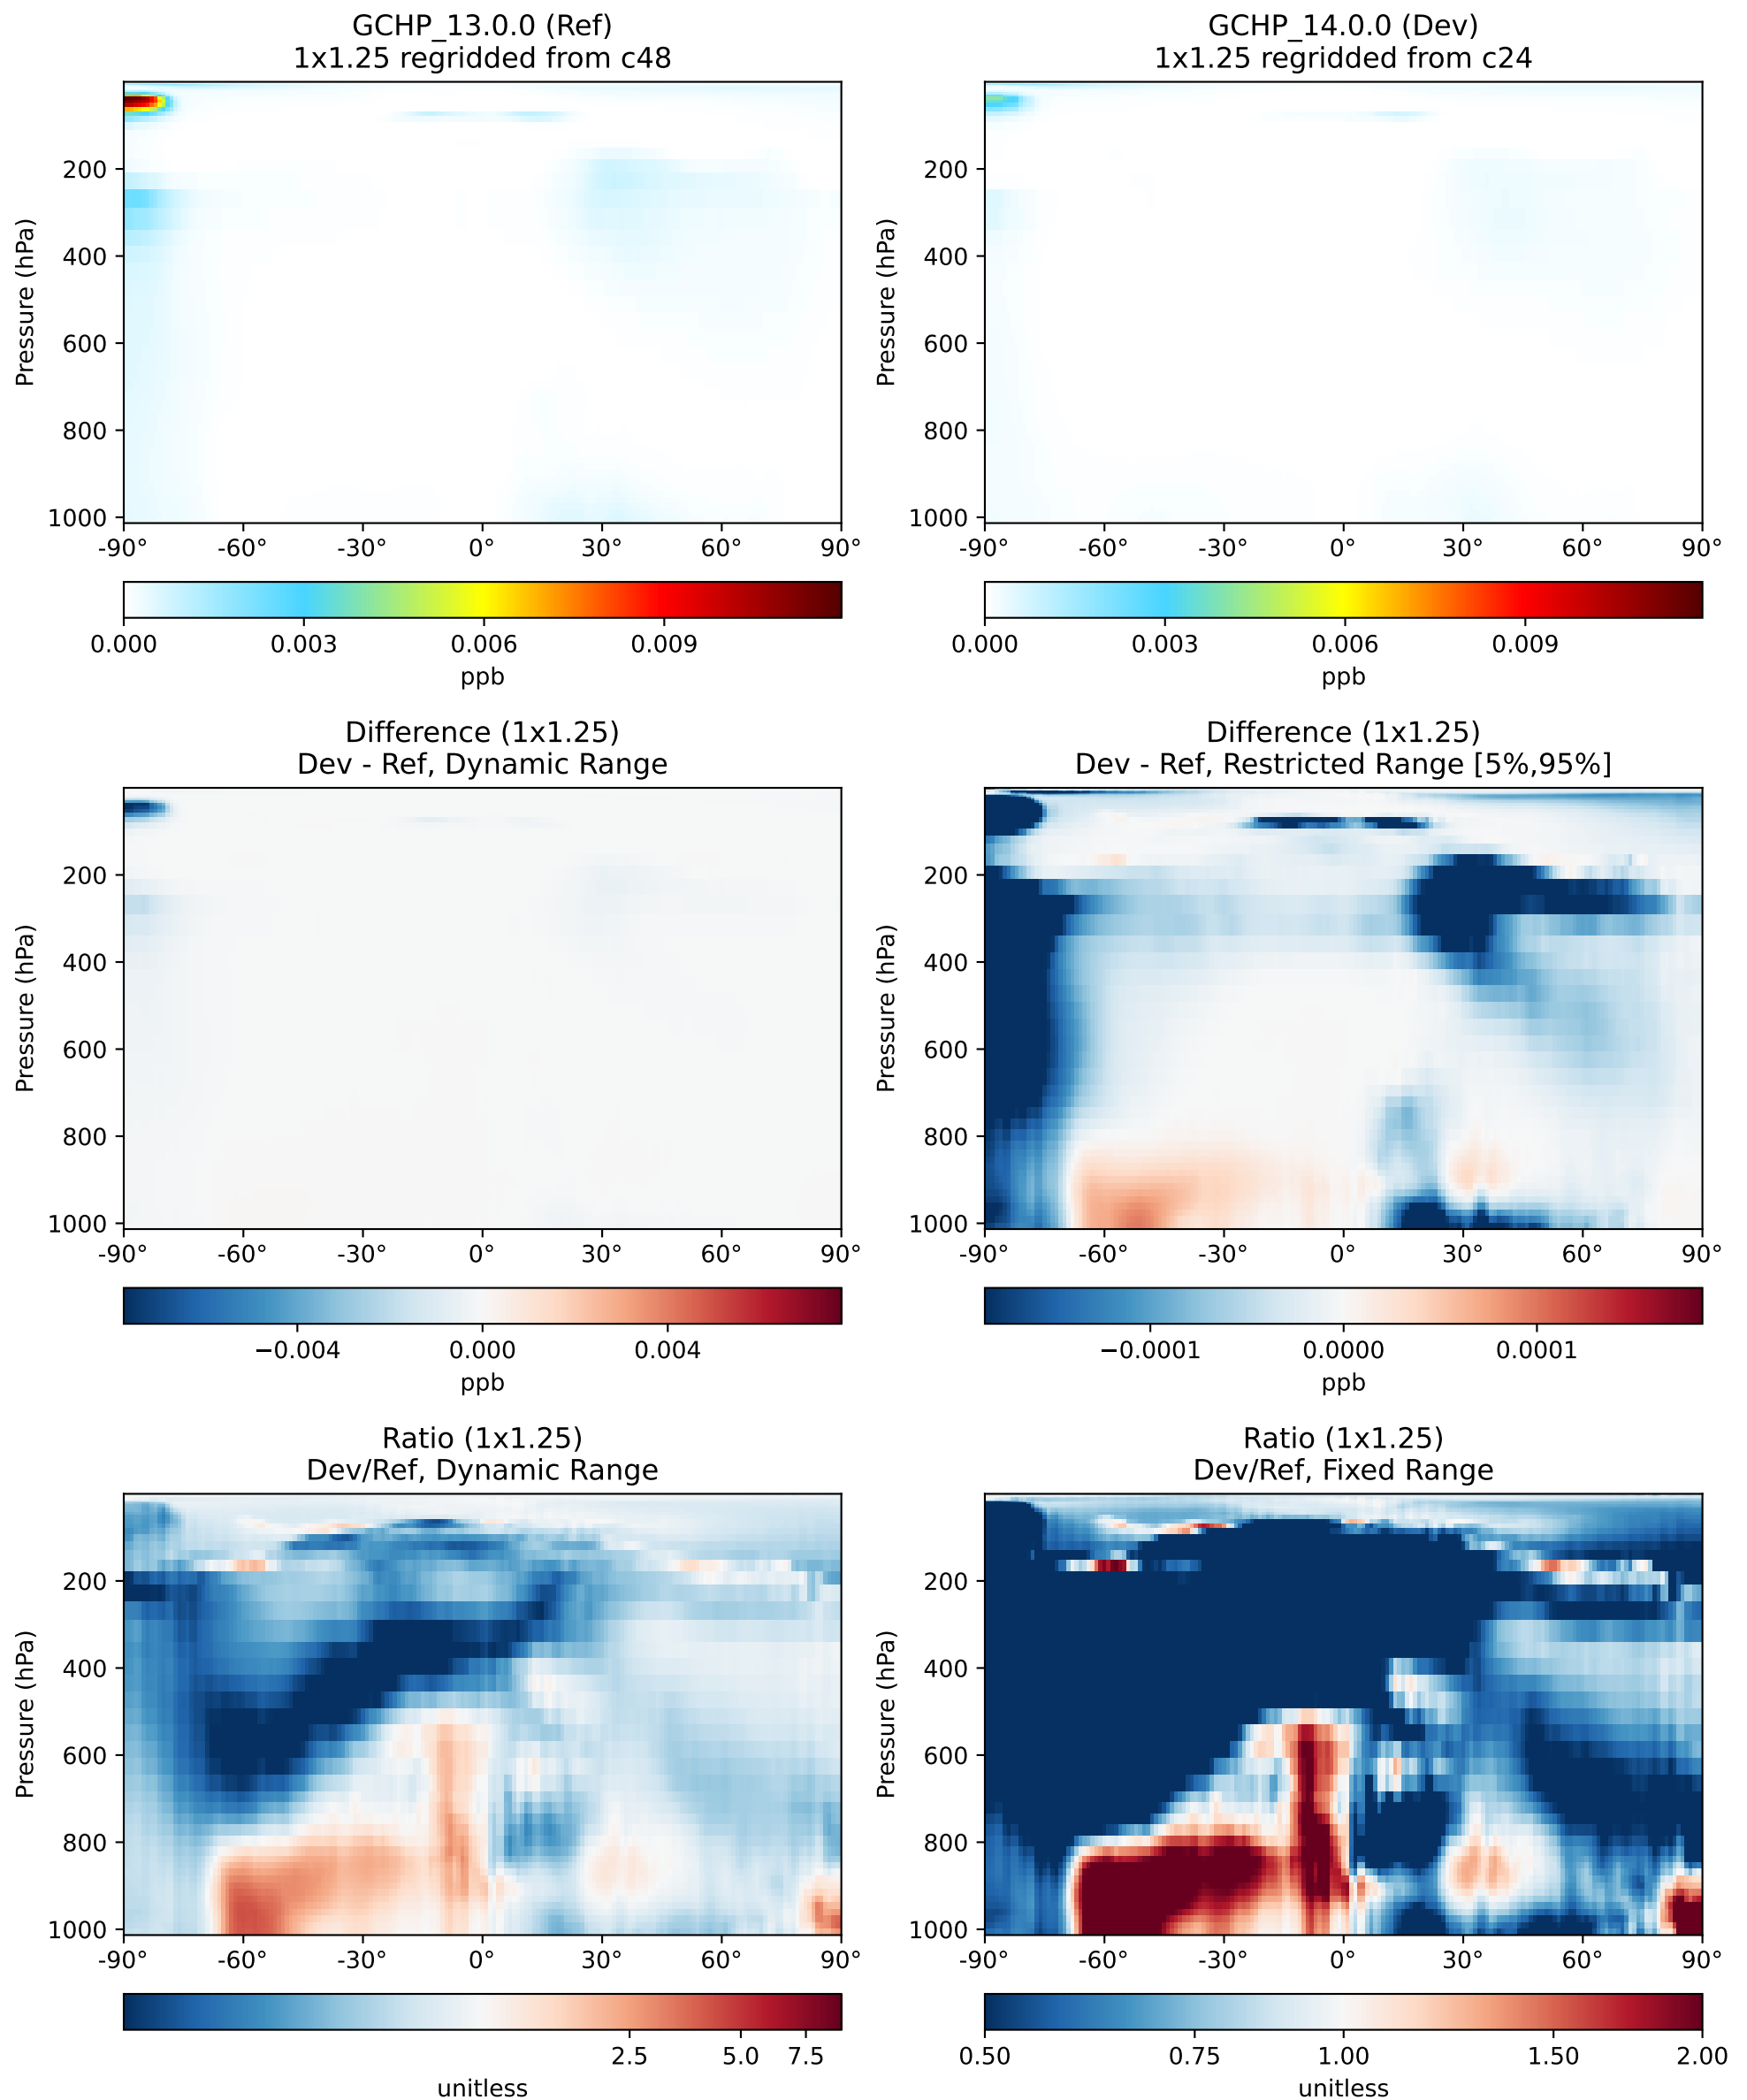 GCHP_13.0.0 (Ref)
1x1.25 regridded from c48
Pressure (hPa)
200
400
600
800
1000
-90° -60° -30° 0° 30° 60° 90°
0.000 0.003 0.006 0.009
ppb
GCHP_14.0.0 (Dev)
1x1.25 regridded from c24
Pressure (hPa)
200
400
600
800
1000
-90° -60° -30° 0° 30° 60° 90°
0.000 0.003 0.006 0.009
ppb
Difference (1x1.25)
Dev - Ref, Dynamic Range
Pressure (hPa)
200
400
600
800
1000
-90° -60° -30° 0° 30° 60° 90°
−0.004 0.000 0.004
ppb
Difference (1x1.25)
Dev - Ref, Restricted Range [5%,95%]
Pressure (hPa)
200
400
600
800
1000
-90° -60° -30° 0° 30° 60° 90°
−0.0001 0.0000 0.0001
ppb
Ratio (1x1.25)
Dev/Ref, Dynamic Range
Pressure (hPa)
200
400
600
800
1000
-90° -60° -30° 0° 30° 60° 90°
2.5 5.0 7.5
unitless
Ratio (1x1.25)
Dev/Ref, Fixed Range
Pressure (hPa)
200
400
600
800
1000
-90° -60° -30° 0° 30° 60° 90°
0.50 0.75 1.00 1.50 2.00
unitless